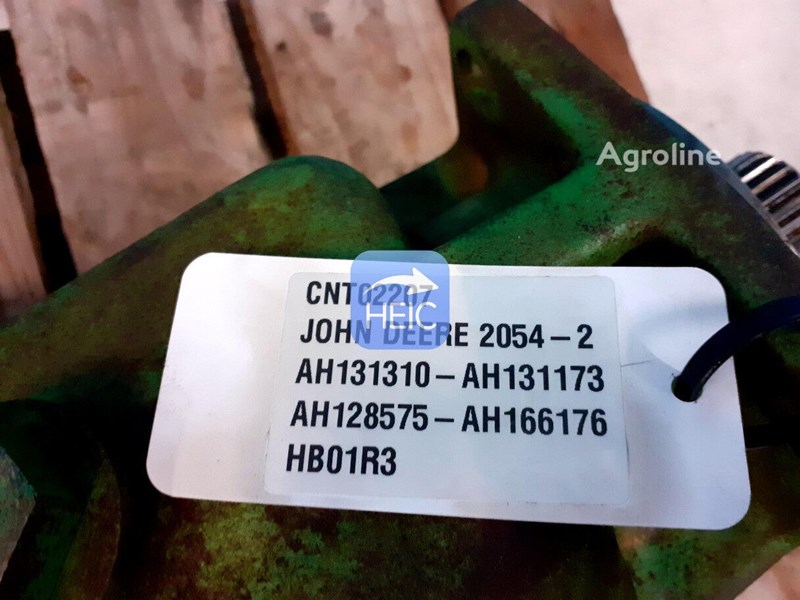 Agroline
CNT02207
HEIC
JOHN DEERE 2054-2
AH131310-AH131173
AH128575-AH166176
HB01R3